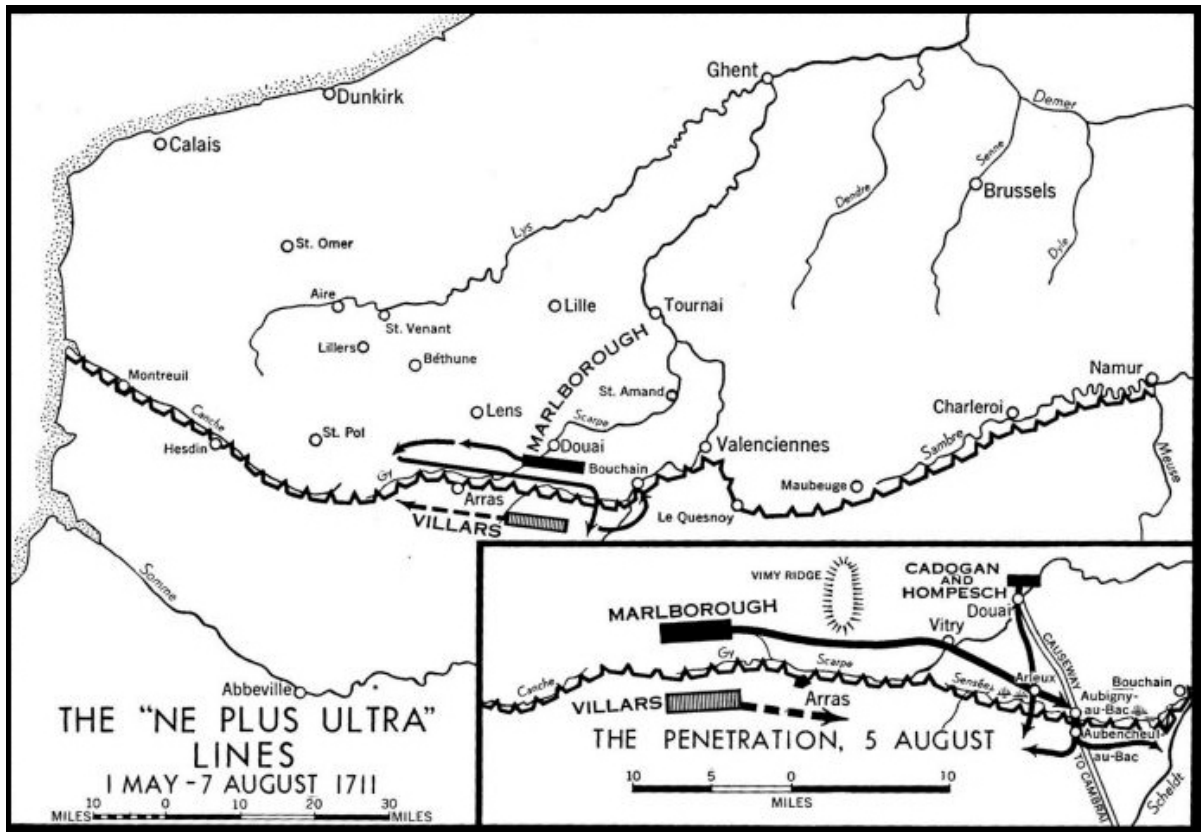 Ghent
Dunkirk
Calais
Demer
Senne
Dendre
Brussels
Dyle
Lys
St. Omer
Aire
St. Venant
Lille
Tournai
Lillers
Béthune
MARLBOROUGH
Montreuil
Canche
Hesdin
St. Pol
Lens
St. Amand
Scarpe
Douai
Namur
Charleroi
Sambre
Meuse
Valenciennes
Bouchain
Gy
Arras
Maubeuge
Le Quesnoy
VILLARS
Somme
Abbeville
THE "NE PLUS ULTRA"
LINES
1 MAY - 7 AUGUST 1711
10 0 10 20 30
MILES MILES
VIMY RIDGE
CADOGAN
AND
HOMPESCH
Douai
MARLBOROUGH
Vitry
CAUSEWAY
Gy
Scarpe
Canche
Sensée
Arleux
Bouchain
Aubigny-
au-Bac
VILLARS
Arras
Aubencheul-
au-Bac
THE PENETRATION, 5 AUGUST
TO CAMBRAI
Scheldt
10 5 0 10
MILES